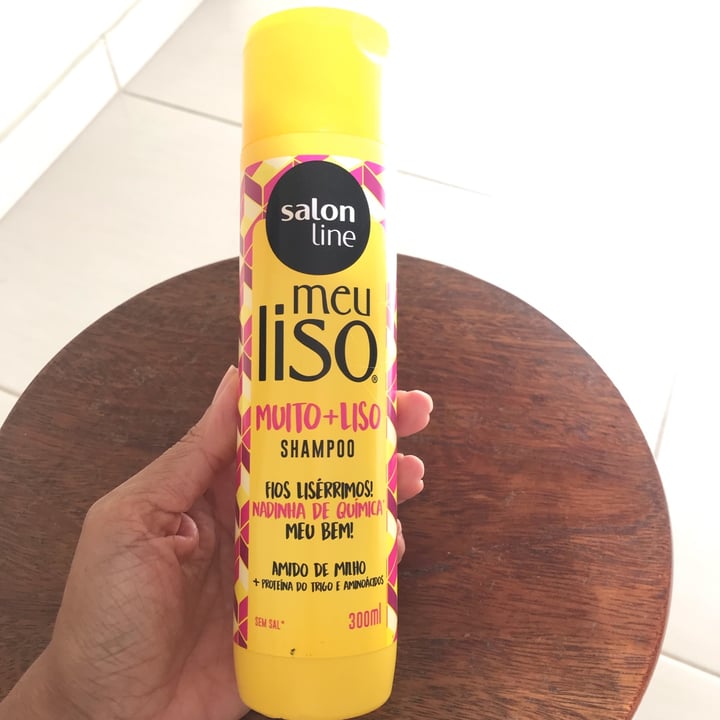 salon
line
meu
liso®
MUITO+LISO
SHAMPOO
FIOS LISÉRRIMOS!
NADINHA DE QUÍMICA*
MEU BEM!
AMIDO DE MILHO
+ PROTEÍNA DO TRIGO E AMINOÁCIDOS
SEM SAL* 300ml